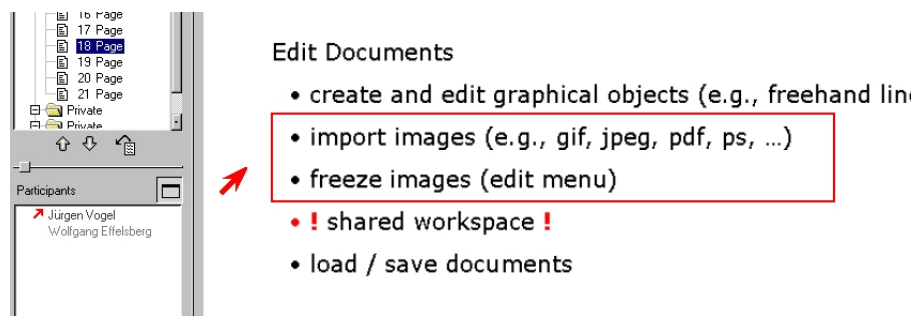 16 Page
17 Page
18 Page
19 Page
20 Page
21 Page
Private
Private
Participants
Jürgen Vogel
Wolfgang Effelsberg
Edit Documents
• create and edit graphical objects (e.g., freehand
• import images (e.g., gif, jpeg, pdf, ps, ...)
• freeze images (edit menu)
• ! shared workspace !
• load / save documents